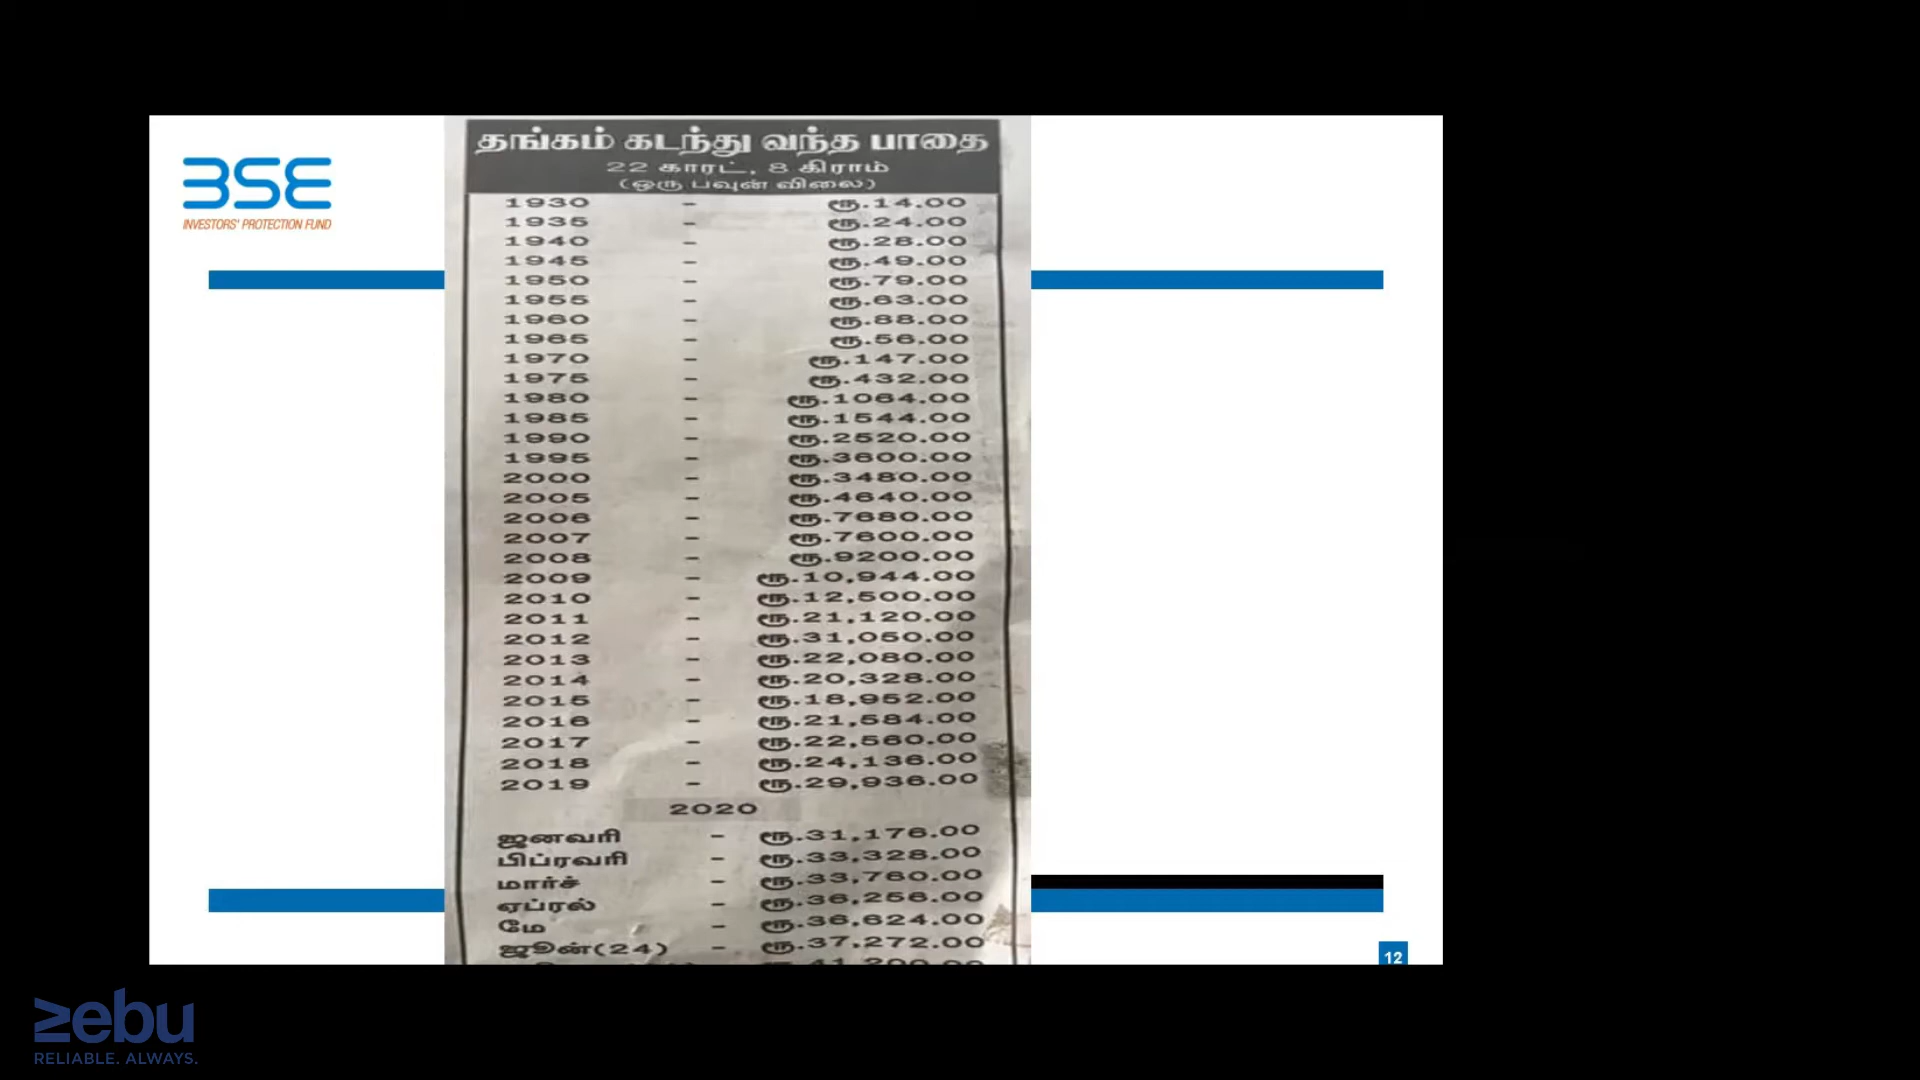 BSE
INVESTORS' PROTECTION FUND
தங்கம் கடந்து வந்த பாதை
22 காரட், 8 கிராம்
(ஒரு பவுன் விலை)
1930 - ரூ.14.00
1935 - ரூ.24.00
1940 - ரூ.28.00
1945 - ரூ.49.00
1950 - ரூ.79.00
1955 - ரூ.63.00
1960 - ரூ.88.00
1965 - ரூ.56.00
1970 - ரூ.147.00
1975 - ரூ.432.00
1980 - ரூ.1064.00
1985 - ரூ.1544.00
1990 - ரூ.2520.00
1995 - ரூ.3600.00
2000 - ரூ.3480.00
2005 - ரூ.4640.00
2006 - ரூ.7680.00
2007 - ரூ.7600.00
2008 - ரூ.9200.00
2009 - ரூ.10,944.00
2010 - ரூ.12,500.00
2011 - ரூ.21,120.00
2012 - ரூ.31,050.00
2013 - ரூ.22,080.00
2014 - ரூ.20,328.00
2015 - ரூ.18,952.00
2016 - ரூ.21,584.00
2017 - ரூ.22,560.00
2018 - ரூ.24,136.00
2019 - ரூ.29,936.00
2020
ஜனவரி - ரூ.31,176.00
பிப்ரவரி - ரூ.33,328.00
மார்ச் - ரூ.33,760.00
ஏப்ரல் - ரூ.36,256.00
மே - ரூ.36,624.00
ஜூன்(24) - ரூ.37,272.00
12
zebu
RELIABLE. ALWAYS.